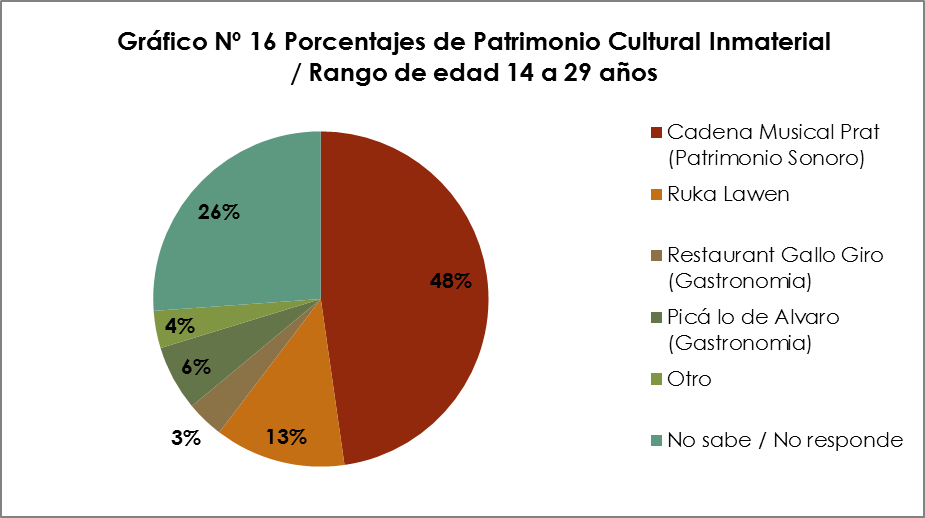 Gráfico Nº 16 Porcentajes de Patrimonio Cultural Inmaterial
/ Rango de edad 14 a 29 años
48%
13%
3%
6%
4%
26%
Cadena Musical Prat
(Patrimonio Sonoro)
Ruka Lawen
Restaurant Gallo Giro
(Gastronomia)
Picá lo de Alvaro
(Gastronomia)
Otro
No sabe / No responde